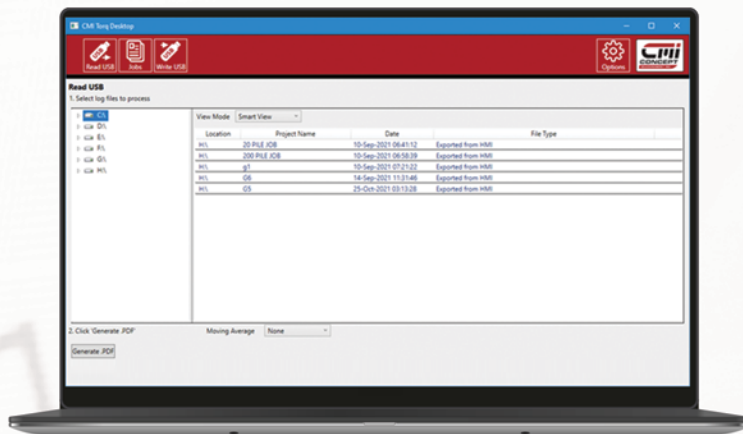 CMI Torq Desktop
Read USB Jobs Write USB Options CMI CONCEPT
Read USB
1. Select log files to process
C:\
D:\
E:\
F:\
G:\
H:\
View Mode Smart View
Location Project Name Date File Type
H:\ 20 PILE JOB 10-Sep-2021 06:41:12 Exported from HMI
H:\ 200 PILE JOB 10-Sep-2021 06:58:39 Exported from HMI
H:\ g1 10-Sep-2021 07:21:22 Exported from HMI
H:\ G6 14-Sep-2021 11:31:46 Exported from HMI
H:\ G5 25-Oct-2021 03:13:28 Exported from HMI
2. Click 'Generate .PDF' Moving Average None
Generate .PDF